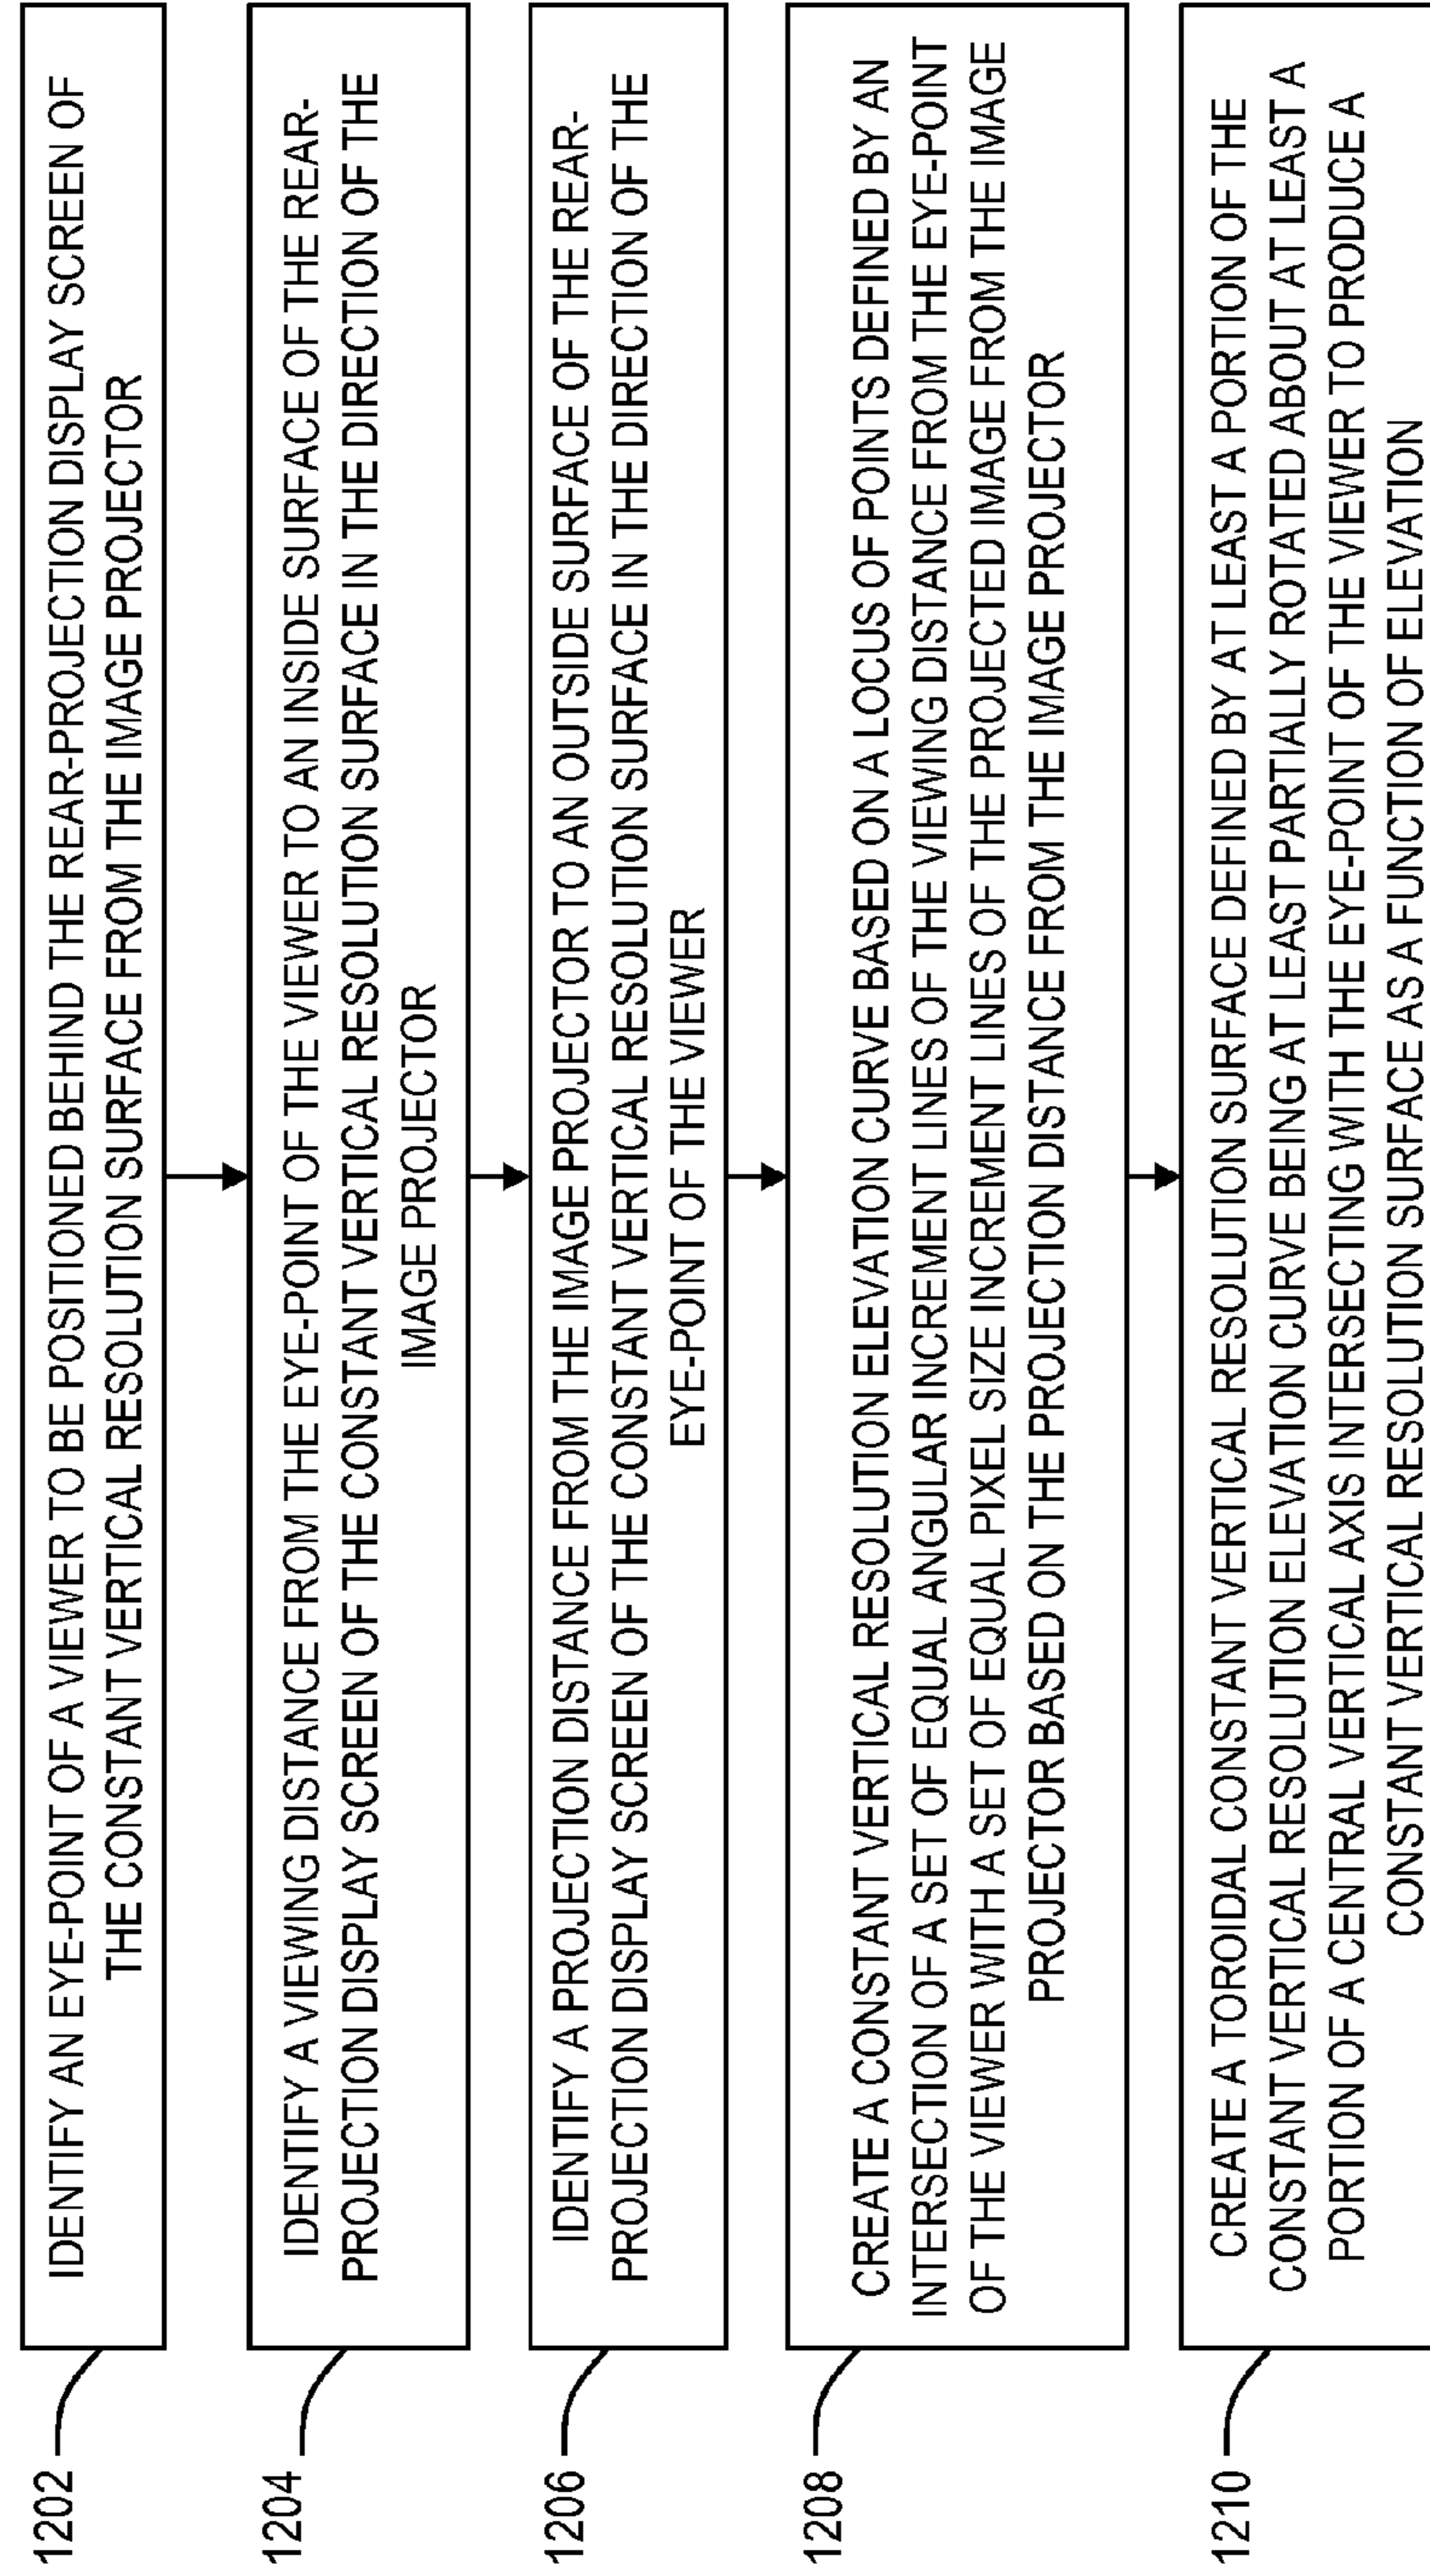 1202
IDENTIFY AN EYE-POINT OF A VIEWER TO BE POSITIONED BEHIND THE REAR-PROJECTION DISPLAY SCREEN OF
THE CONSTANT VERTICAL RESOLUTION SURFACE FROM THE IMAGE PROJECTOR
1204
IDENTIFY A VIEWING DISTANCE FROM THE EYE-POINT OF THE VIEWER TO AN INSIDE SURFACE OF THE REAR-
PROJECTION DISPLAY SCREEN OF THE CONSTANT VERTICAL RESOLUTION SURFACE IN THE DIRECTION OF THE
IMAGE PROJECTOR
1206
IDENTIFY A PROJECTION DISTANCE FROM THE IMAGE PROJECTOR TO AN OUTSIDE SURFACE OF THE REAR-
PROJECTION DISPLAY SCREEN OF THE CONSTANT VERTICAL RESOLUTION SURFACE IN THE DIRECTION OF THE
EYE-POINT OF THE VIEWER
1208
CREATE A CONSTANT VERTICAL RESOLUTION ELEVATION CURVE BASED ON A LOCUS OF POINTS DEFINED BY AN
INTERSECTION OF A SET OF EQUAL ANGULAR INCREMENT LINES OF THE VIEWING DISTANCE FROM THE EYE-POINT
OF THE VIEWER WITH A SET OF EQUAL PIXEL SIZE INCREMENT LINES OF THE PROJECTED IMAGE FROM THE IMAGE
PROJECTOR BASED ON THE PROJECTION DISTANCE FROM THE IMAGE PROJECTOR
1210
CREATE A TOROIDAL CONSTANT VERTICAL RESOLUTION SURFACE DEFINED BY AT LEAST A PORTION OF THE
CONSTANT VERTICAL RESOLUTION ELEVATION CURVE BEING AT LEAST PARTIALLY ROTATED ABOUT AT LEAST A
PORTION OF A CENTRAL VERTICAL AXIS INTERSECTING WITH THE EYE-POINT OF THE VIEWER TO PRODUCE A
CONSTANT VERTICAL RESOLUTION SURFACE AS A FUNCTION OF ELEVATION